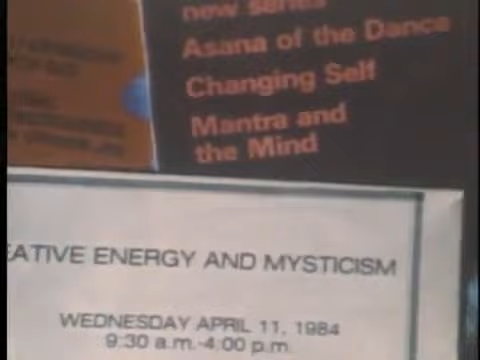 new series
Asana of the Dance
Changing Self
Mantra and
the Mind
EATIVE ENERGY AND MYSTICISM
WEDNESDAY APRIL 11, 1984
9:30 a.m.-4:00 p.m.